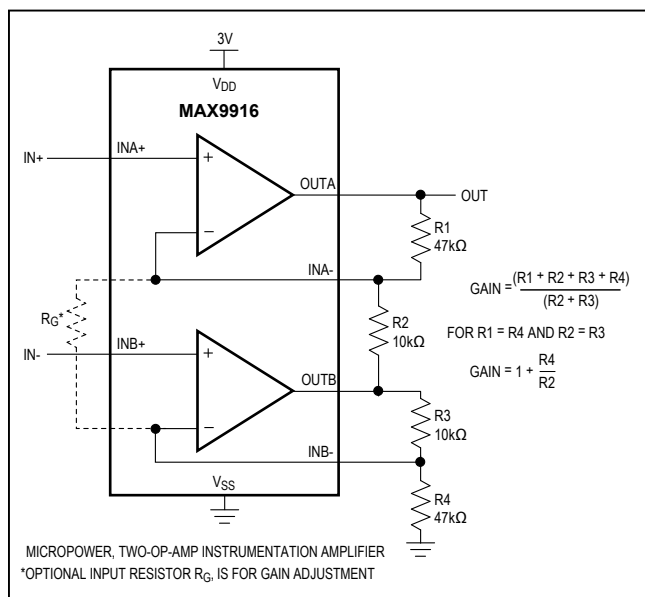 3V
VDD
MAX9916
IN+
INA+
+
OUTA
OUT
−
R1
47kΩ
INA-
GAIN = (R1 + R2 + R3 + R4)
(R2 + R3)
RG*
R2
10kΩ
FOR R1 = R4 AND R2 = R3
IN-
INB+
+
OUTB
GAIN = 1 + R4
R2
−
R3
10kΩ
INB-
VSS
R4
47kΩ
MICROPOWER, TWO-OP-AMP INSTRUMENTATION AMPLIFIER
*OPTIONAL INPUT RESISTOR RG, IS FOR GAIN ADJUSTMENT